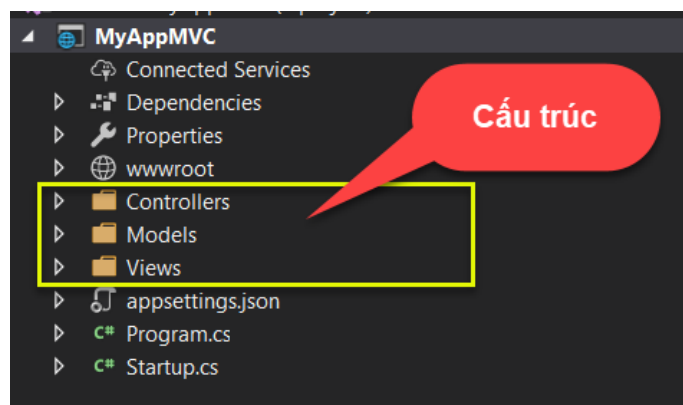 MyAppMVC
Connected Services
Dependencies
Properties
wwwroot
Controllers
Models
Views
appsettings.json
C# Program.cs
C# Startup.cs
Cấu trúc